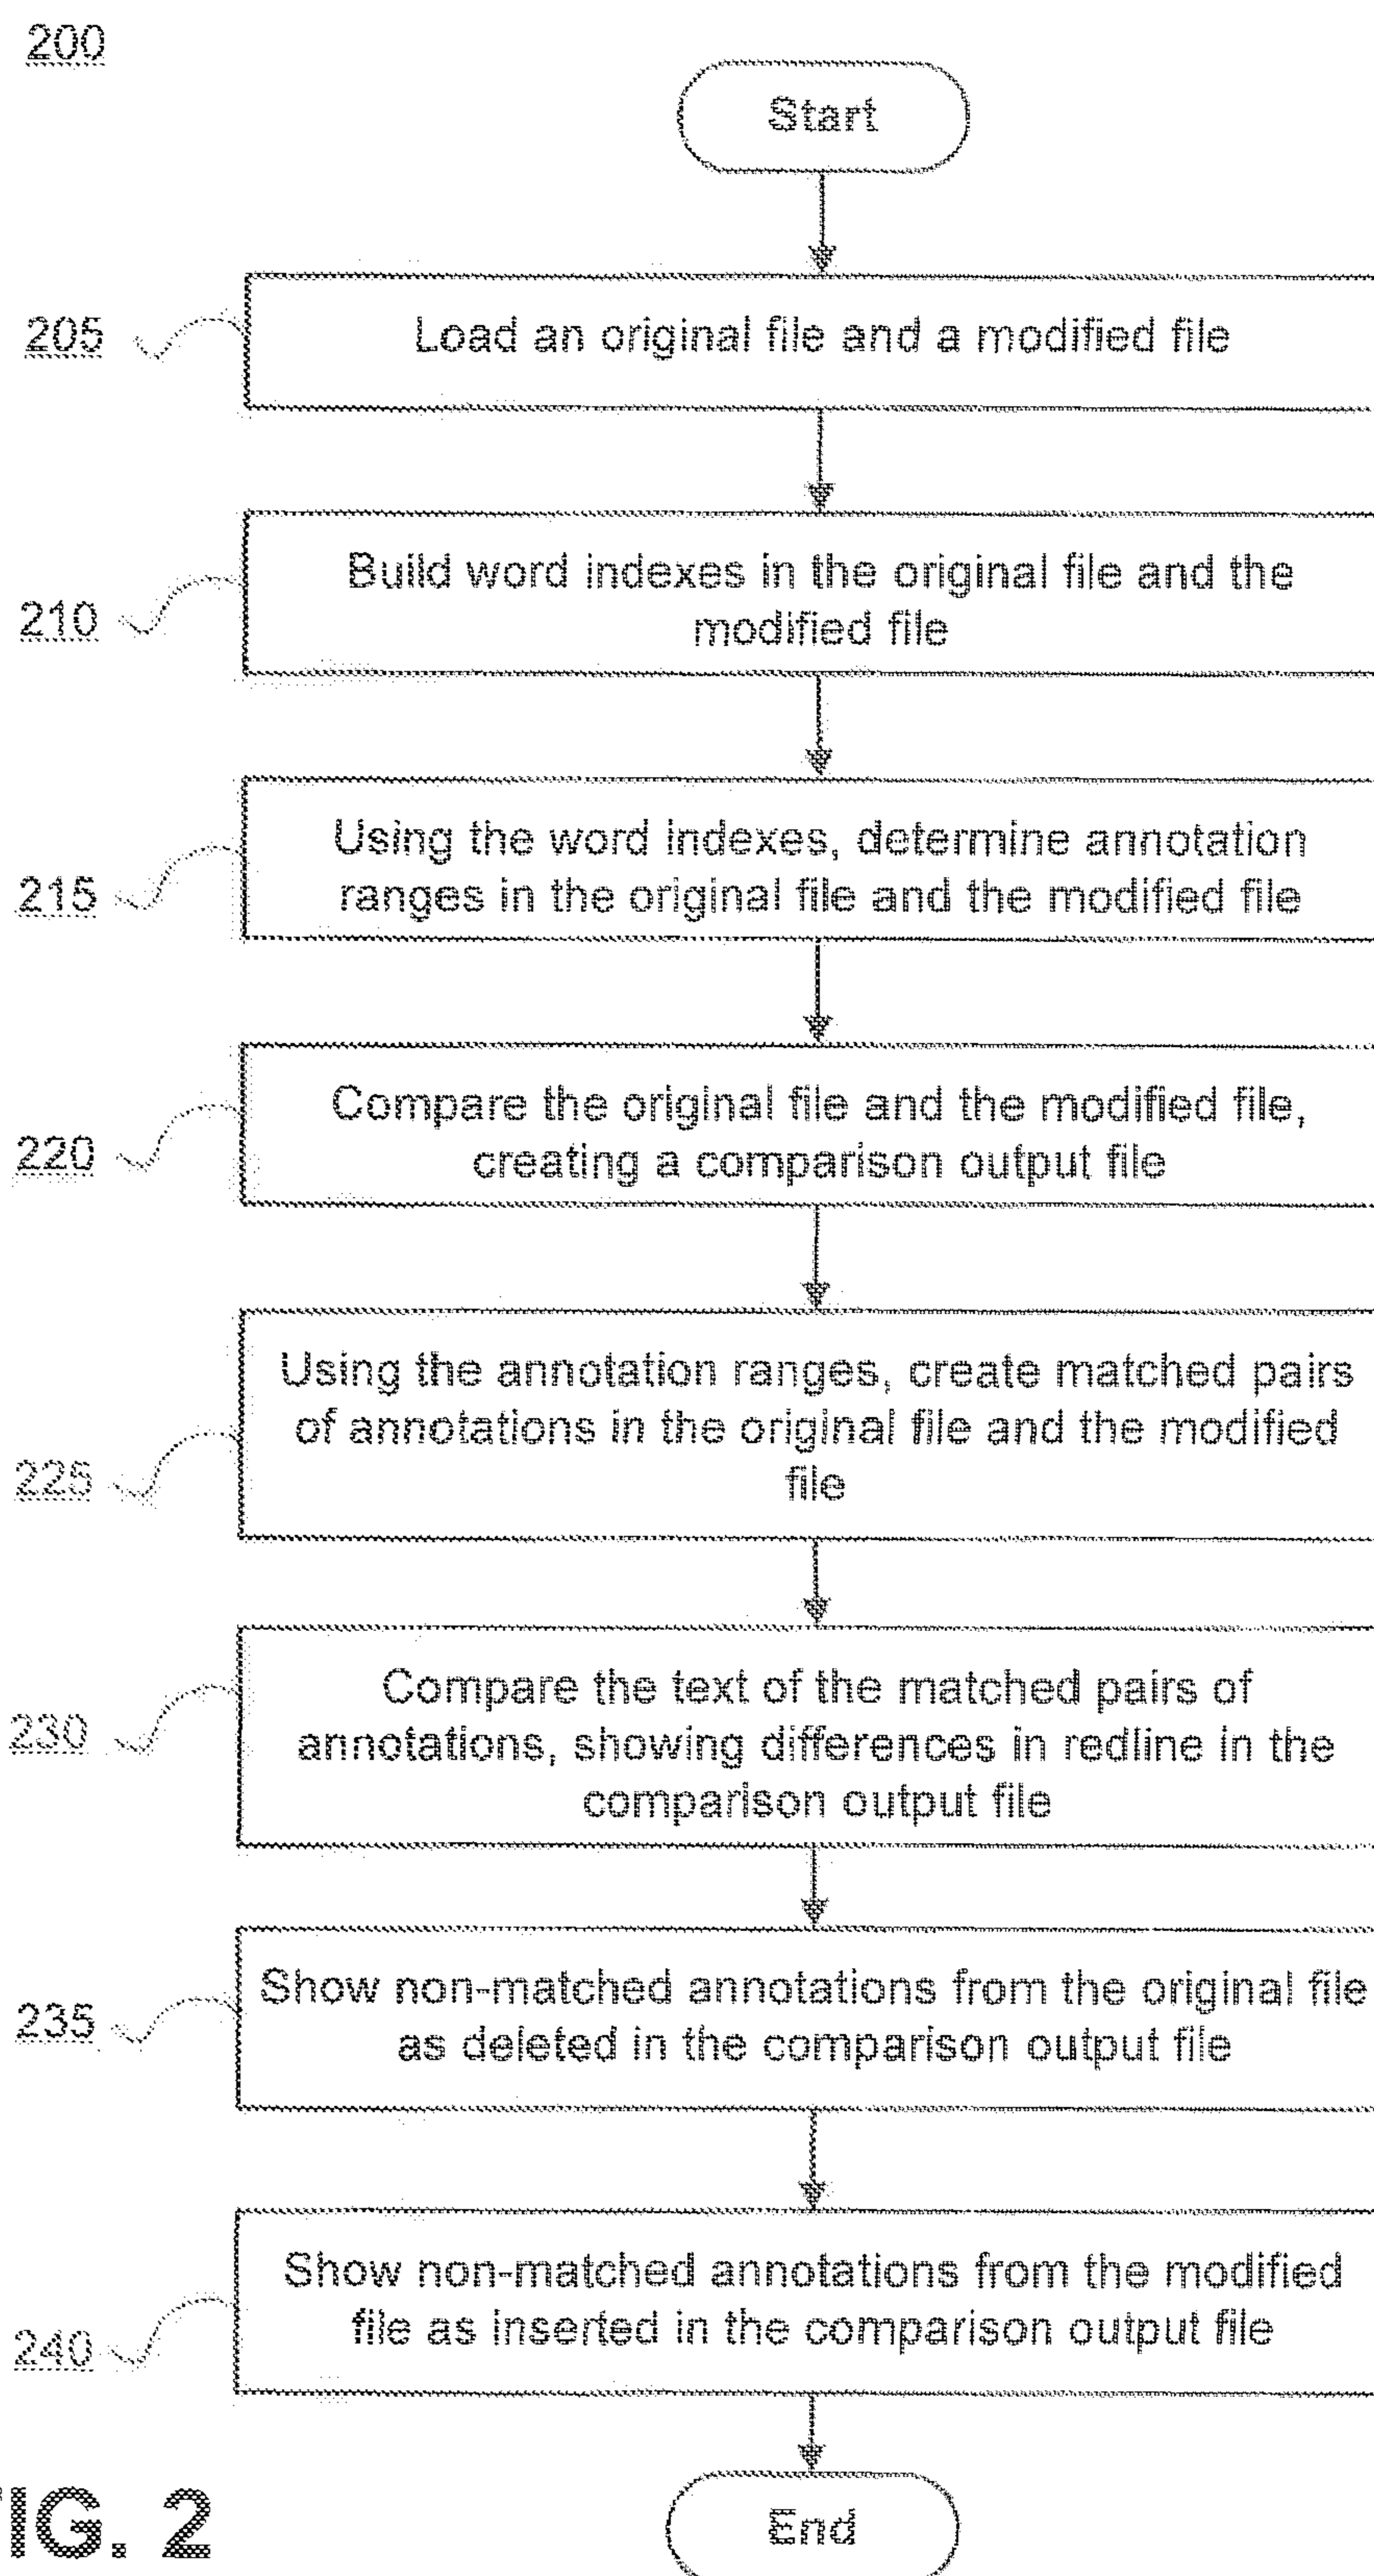 200
Start
205
Load an original file and a modified file
210
Build word indexes in the original file and the
modified file
215
Using the word indexes, determine annotation
ranges in the original file and the modified file
220
Compare the original file and the modified file,
creating a comparison output file
225
Using the annotation ranges, create matched pairs
of annotations in the original file and the modified
file
230
Compare the text of the matched pairs of
annotations, showing differences in redline in the
comparison output file
235
Show non-matched annotations from the original file
as deleted in the comparison output file
240
Show non-matched annotations from the modified
file as inserted in the comparison output file
End
FIG. 2